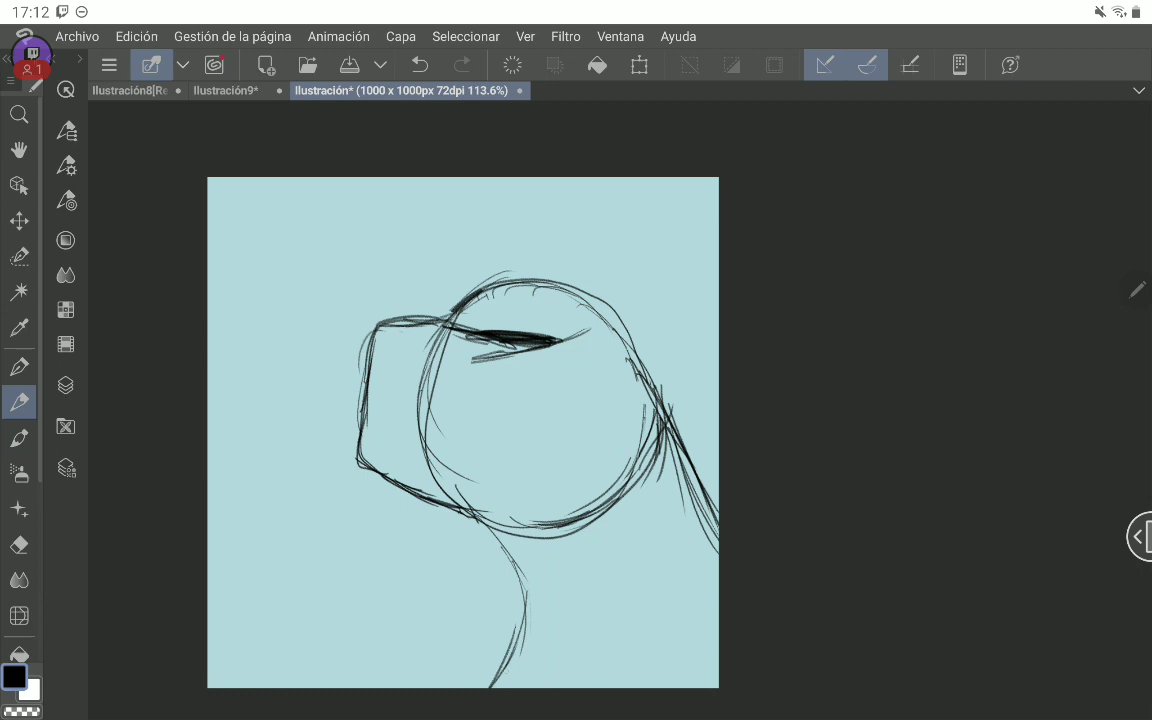 17:12
Archivo Edición Gestión de la página Animación Capa Seleccionar Ver Filtro Ventana Ayuda
1
Ilustración8[Re Ilustración9* Ilustración* (1000 x 1000px 72dpi 113.6%)